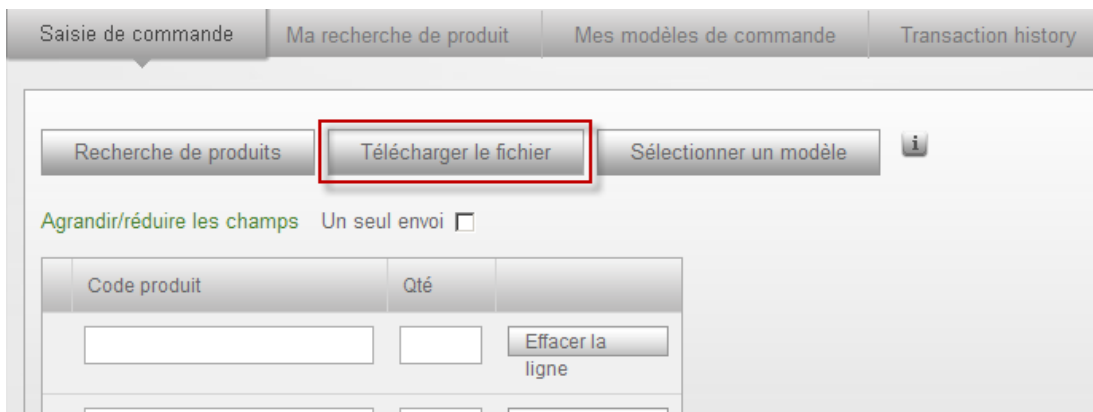 Saisie de commande Ma recherche de produit Mes modèles de commande Transaction history
Recherche de produits Télécharger le fichier Sélectionner un modèle i
Agrandir/réduire les champs Un seul envoi
Code produit Qté
Effacer la
ligne